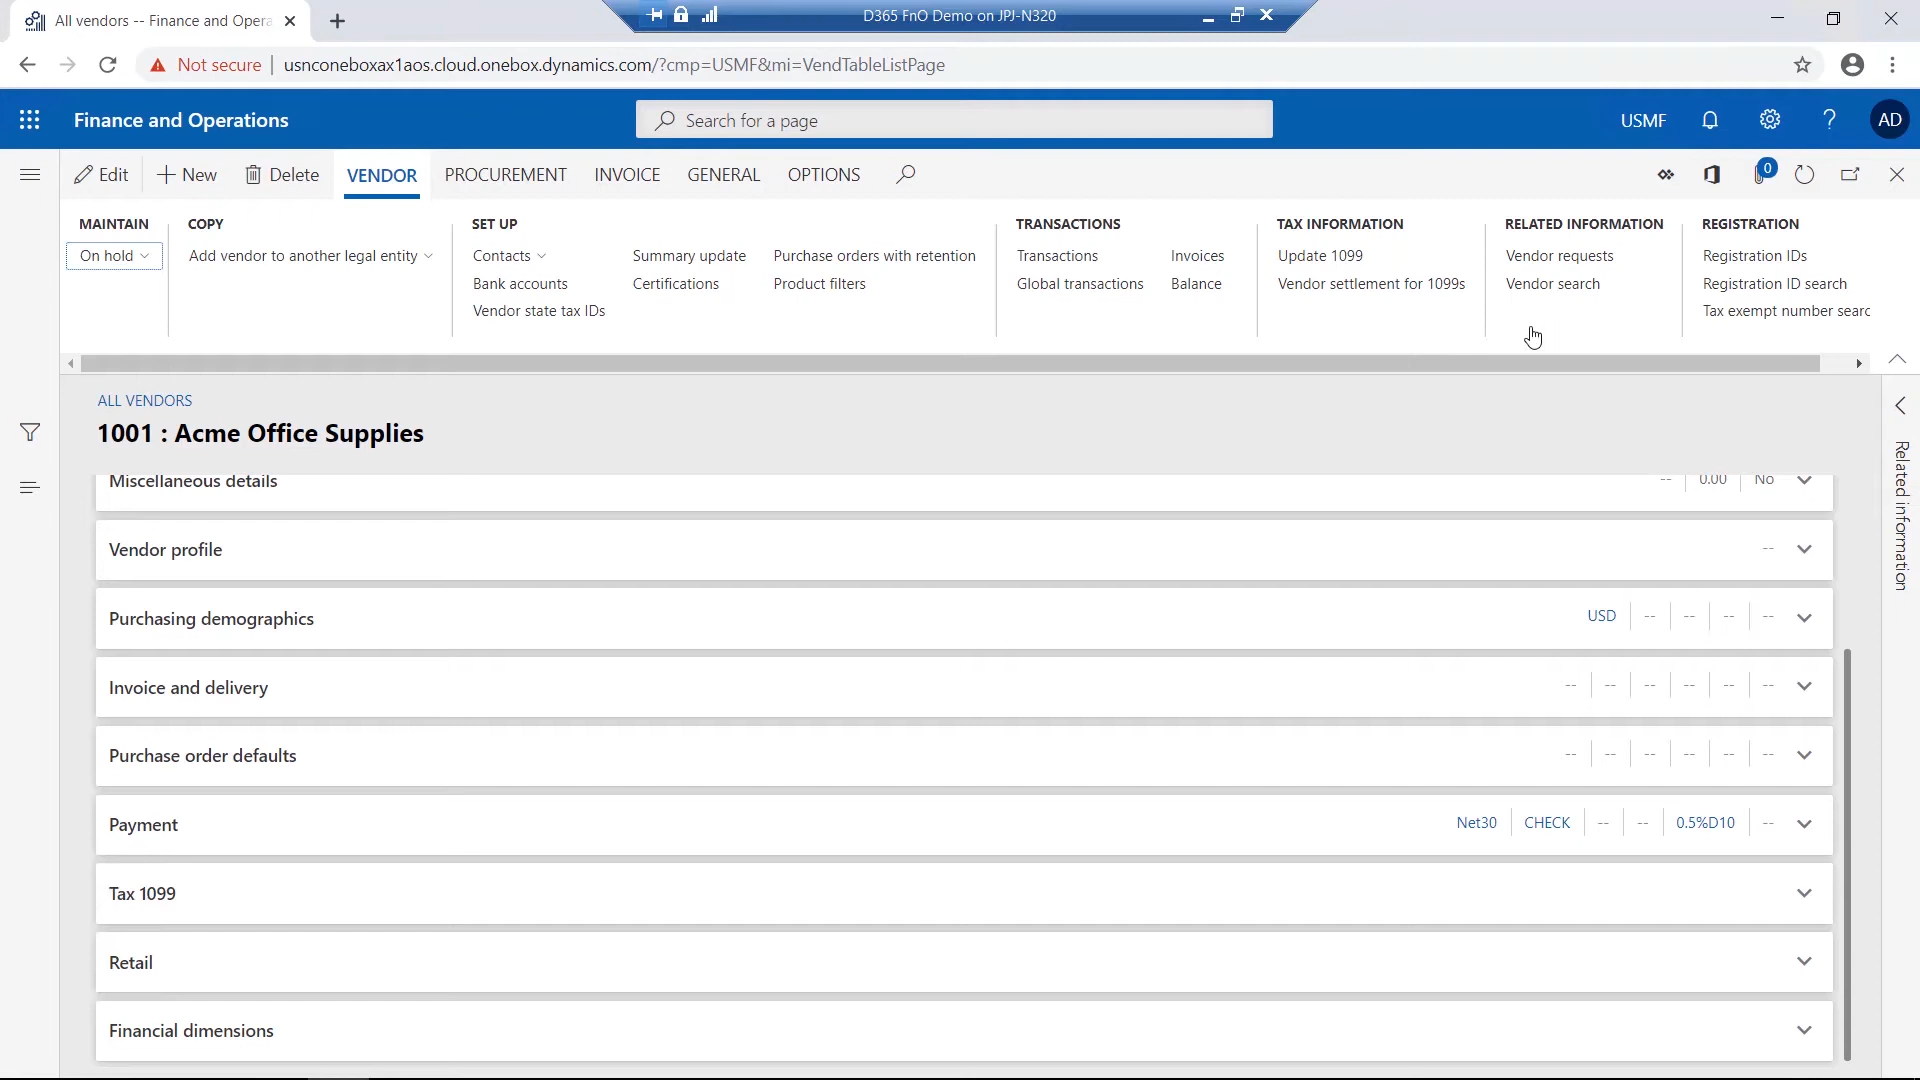 All vendors -- Finance and Opera
D365 FnO Demo on JPJ-N320
Not secure usnconeboxax1aos.cloud.onebox.dynamics.com/?cmp=USMF&mi=VendTableListPage
Finance and Operations
Search for a page
USMF
AD
Edit New Delete VENDOR PROCUREMENT INVOICE GENERAL OPTIONS 0
MAINTAIN
On hold
COPY
Add vendor to another legal entity
SET UP
Contacts Summary update Purchase orders with retention
Bank accounts Certifications Product filters
Vendor state tax IDs
TRANSACTIONS
Transactions Invoices
Global transactions Balance
TAX INFORMATION
Update 1099
Vendor settlement for 1099s
RELATED INFORMATION
Vendor requests
Vendor search
REGISTRATION
Registration IDs
Registration ID search
Tax exempt number searc
ALL VENDORS
1001 : Acme Office Supplies
Miscellaneous details -- 0.00 No
Vendor profile --
Purchasing demographics USD -- -- -- --
Invoice and delivery -- -- -- -- -- --
Purchase order defaults -- -- -- -- -- --
Payment Net30 CHECK -- -- 0.5%D10 --
Tax 1099
Retail
Financial dimensions
Related information